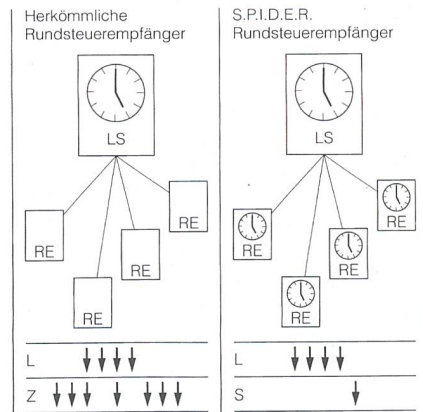 Herkömmliche
Rundsteuerempfänger
LS
RE
RE
RE
RE
L
Z
S.P.I.D.E.R.
Rundsteuerempfänger
LS
RE
RE
RE
RE
L
S